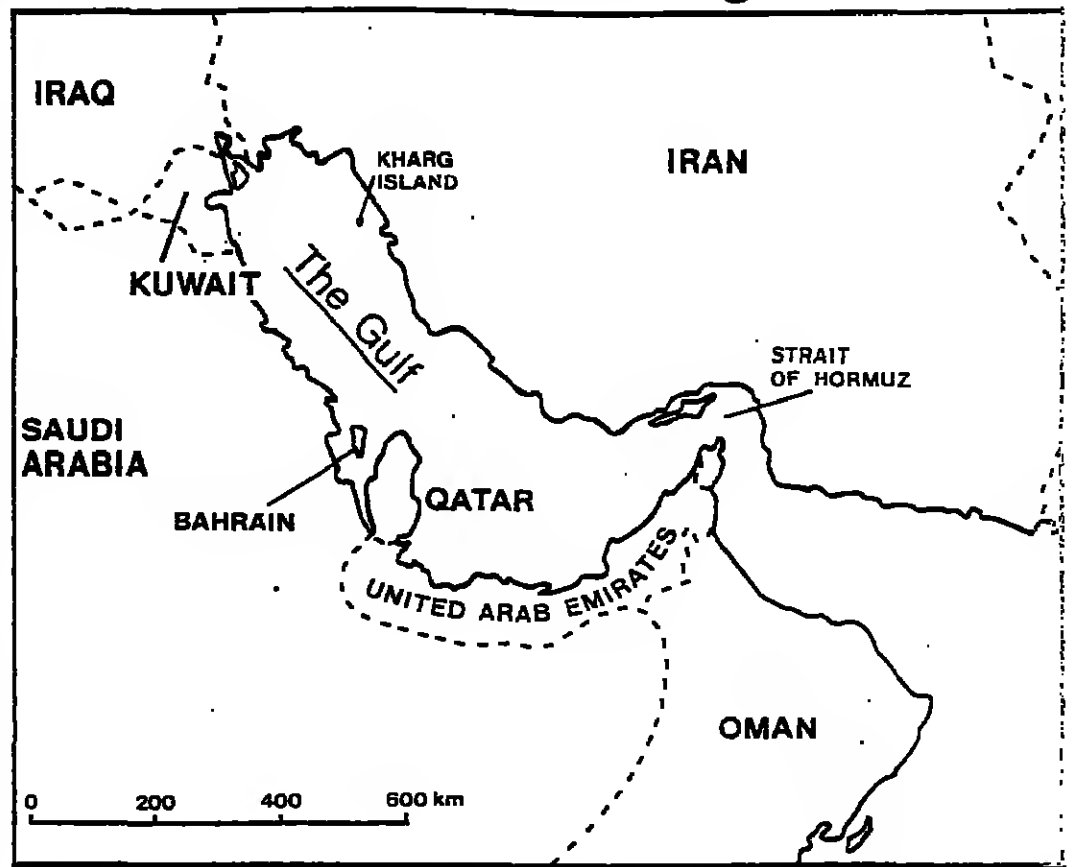 IRAQ
KHARG
ISLAND
IRAN
KUWAIT
The Gulf
STRAIT
OF HORMUZ
SAUDI
ARABIA
QATAR
BAHRAIN
UNITED ARAB EMIRATES
OMAN
0 200 400 600 km